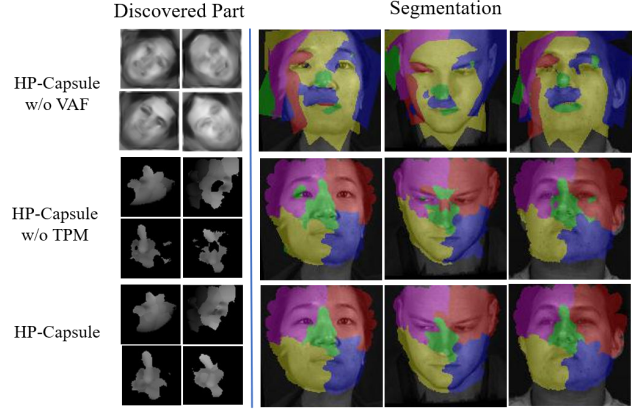 Discovered Part
Segmentation
HP-Capsule
w/o VAF
HP-Capsule
w/o TPM
HP-Capsule